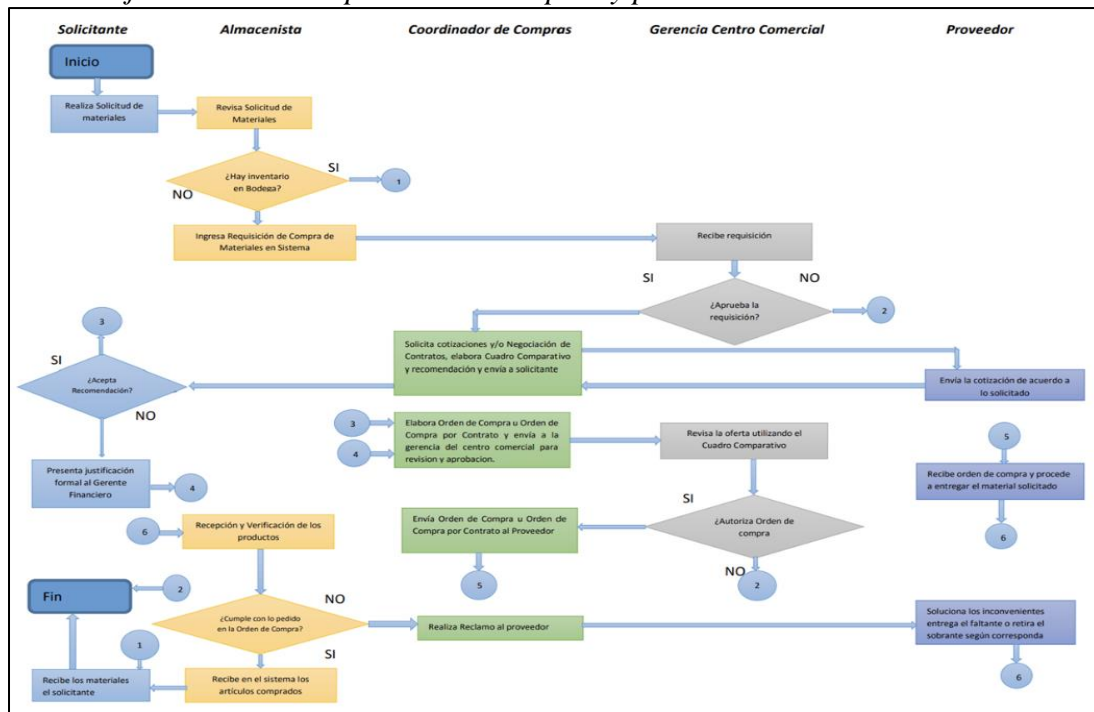 Solicitante
Almacenista
Coordinador de Compras
Gerencia Centro Comercial
Proveedor
Inicio
Realiza Solicitud de
materiales
Revisa Solicitud de
Materiales
¿Hay inventario
en Bodega?
SI
NO
1
Ingresa Requisición de Compra de
Materiales en Sistema
Recibe requisición
SI
NO
¿Aprueba la
requisición?
2
3
Solicita cotizaciones y/o Negociación de
Contratos, elabora Cuadro Comparativo
y recomendación y envía a solicitante
SI
¿Acepta
Recomendación?
NO
Envía la cotización de acuerdo a
lo solicitado
3
4
Elabora Orden de Compra u Orden de
Compra por Contrato y envía a la
gerencia del centro comercial para
revision y aprobacion.
Revisa la oferta utilizando el
Cuadro Comparativo
5
Recibe orden de compra y procede
a entregar el material solicitado
6
Presenta justificación
formal al Gerente
Financiero
4
6
Recepción y Verificación de los
productos
Envía Orden de Compra u Orden de
Compra por Contrato al Proveedor
5
SI
¿Autoriza Orden de
compra
NO
2
Fin
2
¿Cumple con lo pedido
en la Orden de Compra?
NO
SI
Realiza Reclamo al proveedor
Soluciona los inconvenientes
entrega el faltante o retira el
sobrante según corresponda
6
1
Recibe los materiales
el solicitante
Recibe en el sistema los
artículos comprados